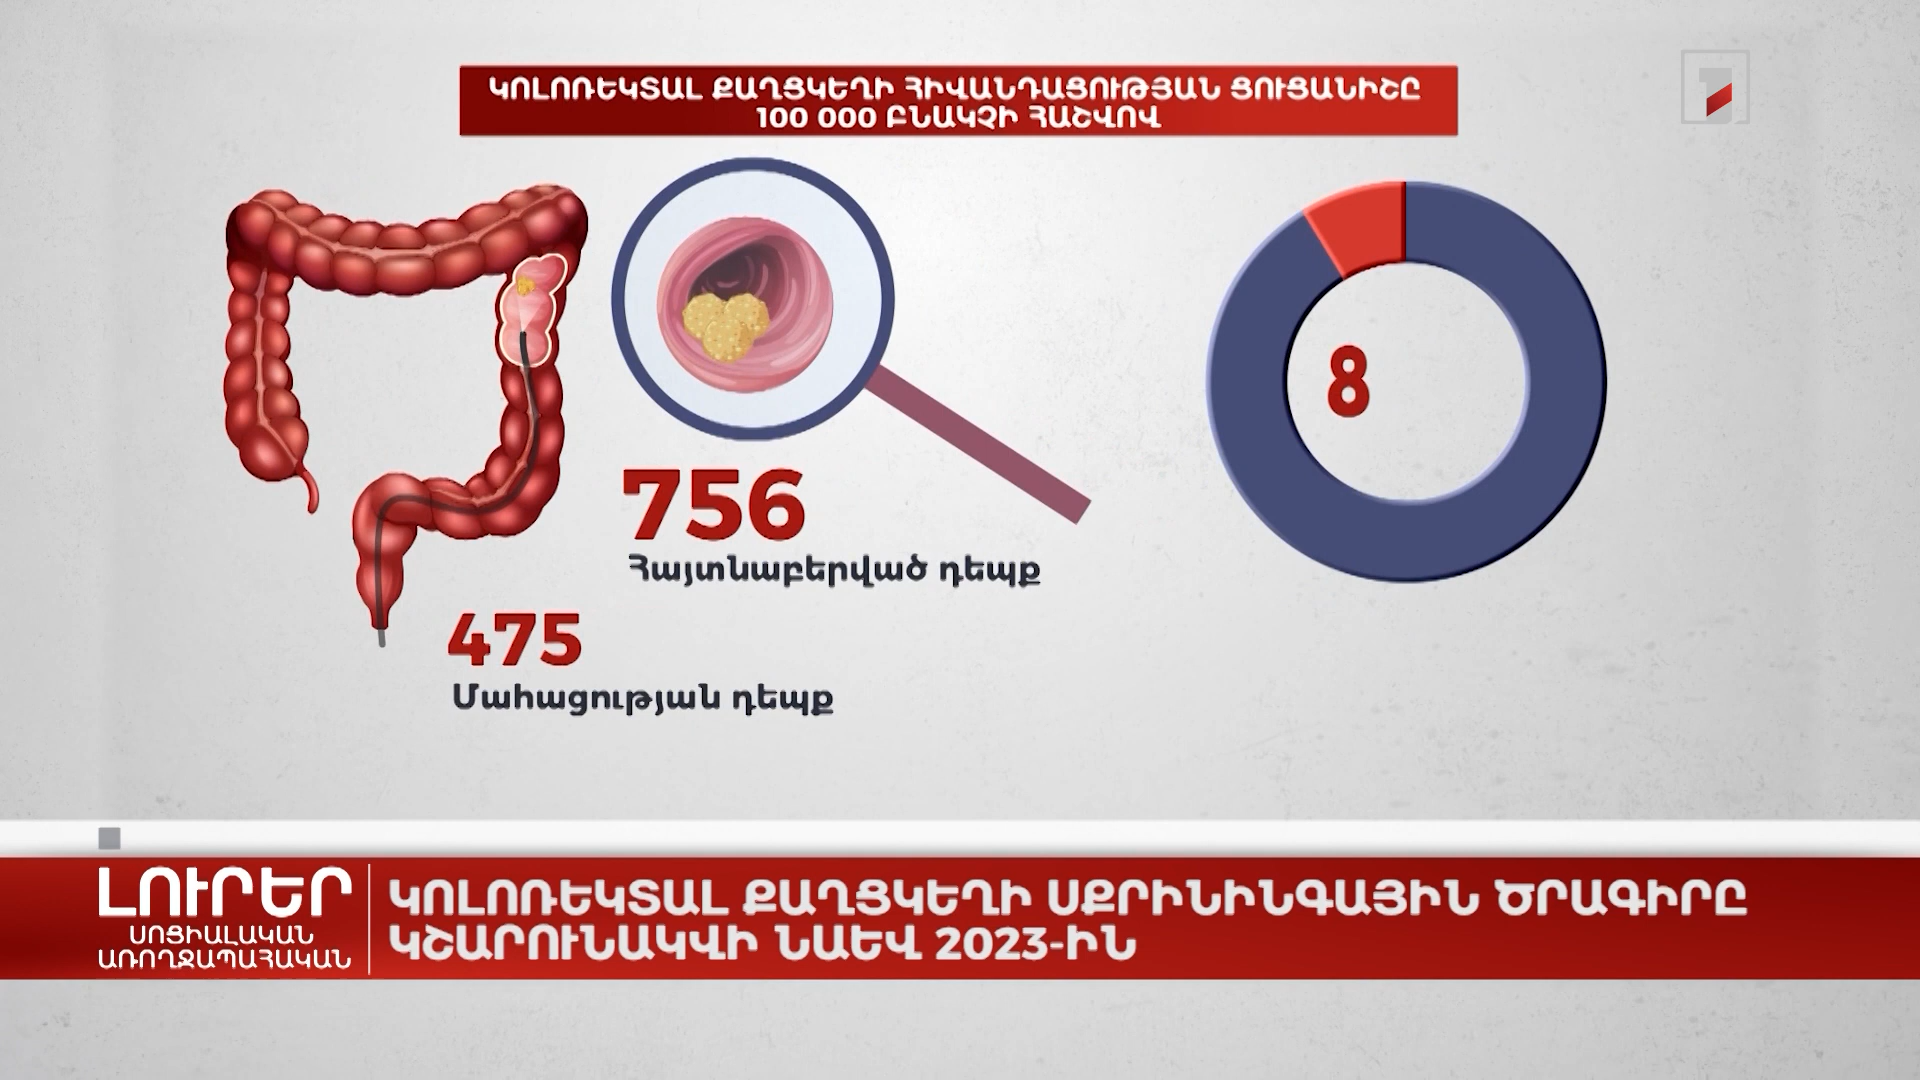 ԿՈԼՈՌԵԿՏԱԼ ՔԱՂՑԿԵՂԻ ՀԻՎԱՆԴԱՑՈՒԹՅԱՆ ՑՈՒՑԱՆԻՇԸ
100 000 ԲՆԱԿՉԻ ՀԱՇՎՈՎ
1
8
756
Հայտնաբերված դեպք
475
Մահացության դեպք
ԼՈՒՐԵՐ
ՍՈՑԻԱԼԱԿԱՆ
ԱՌՈՂՋԱՊԱՀԱԿԱՆ
ԿՈԼՈՌԵԿՏԱԼ ՔԱՂՑԿԵՂԻ ՍՔՐԻՆԻՆԳԱՅԻՆ ԾՐԱԳԻՐԸ
ԿՇԱՐՈՒՆԱԿՎԻ ՆԱԵՎ 2023-ԻՆ